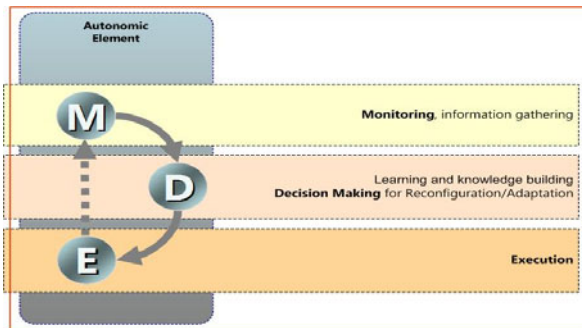 Autonomic
Element
M
Monitoring, information gathering
D
Learning and knowledge building
Decision Making for Reconfiguration/Adaptation
E
Execution